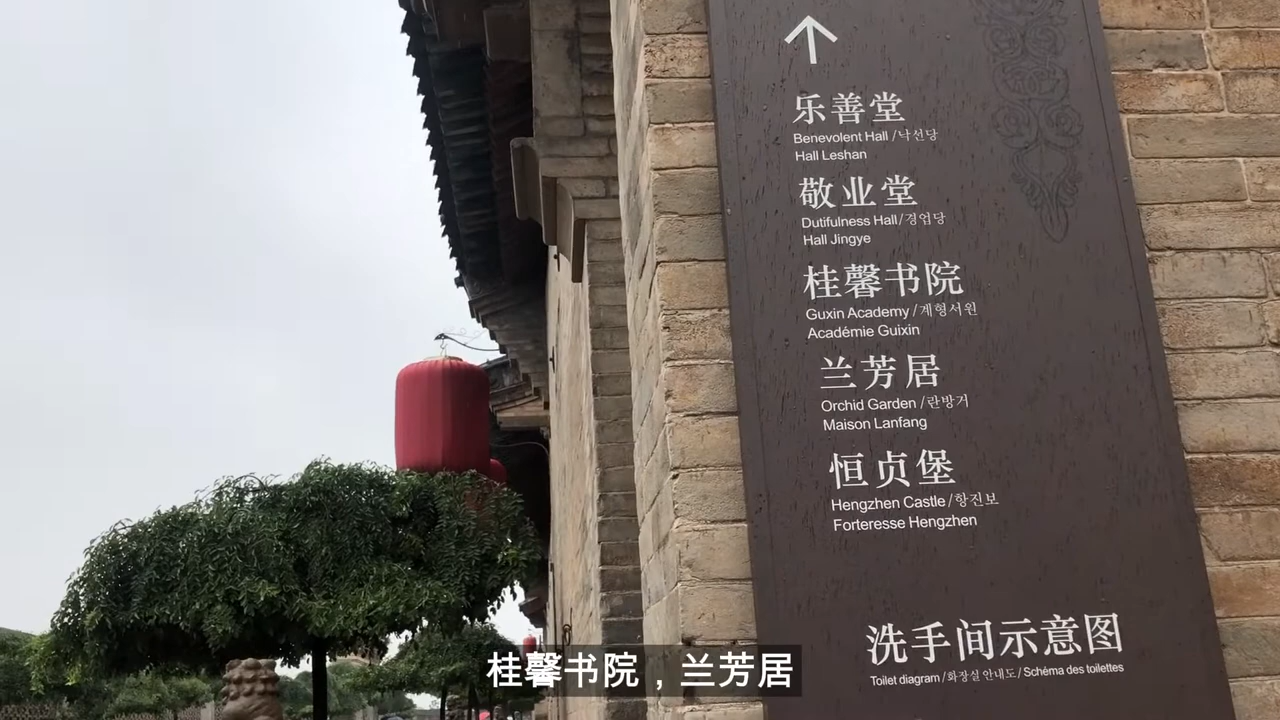 乐善堂
Benevolent Hall /낙선당
Hall Leshan
敬业堂
Dutifulness Hall/경업당
Hall Jingye
桂馨书院
Guxin Academy /계형서원
Académie Guixin
兰芳居
Orchid Garden /란방거
Maison Lanfang
恒贞堡
Hengzhen Castle /항진보
Forteresse Hengzhen
洗手间示意图
Toilet diagram /화장실 안내도/ Schéma des toilettes
桂馨书院，兰芳居